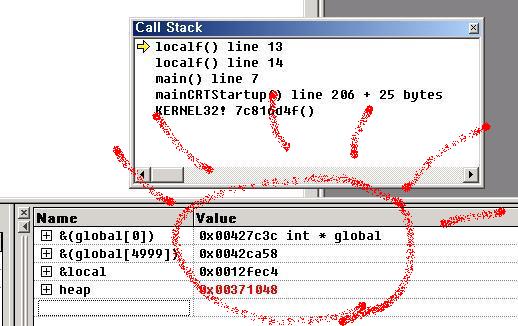 Call Stack
localf() line 13
localf() line 14
main() line 7
mainCRTStartup() line 206 + 25 bytes
KERNEL32! 7c816d4f()
Name Value
&(global[0]) 0x00427c3c int * global
&(global[4999]) 0x0042ca58
&local 0x0012fec4
heap 0x00371048